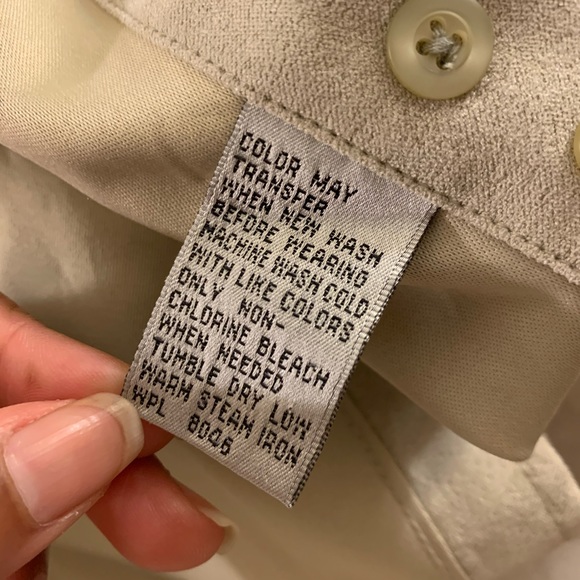 COLOR MAY
TRANSFER
WHEN NEW WASH
BEFORE WEARING
MACHINE WASH COLD
WITH LIKE COLORS
ONLY NON-
CHLORINE BLEACH
WHEN NEEDED
TUMBLE DRY LOW
WARM STEAM IRON
WPL 8045